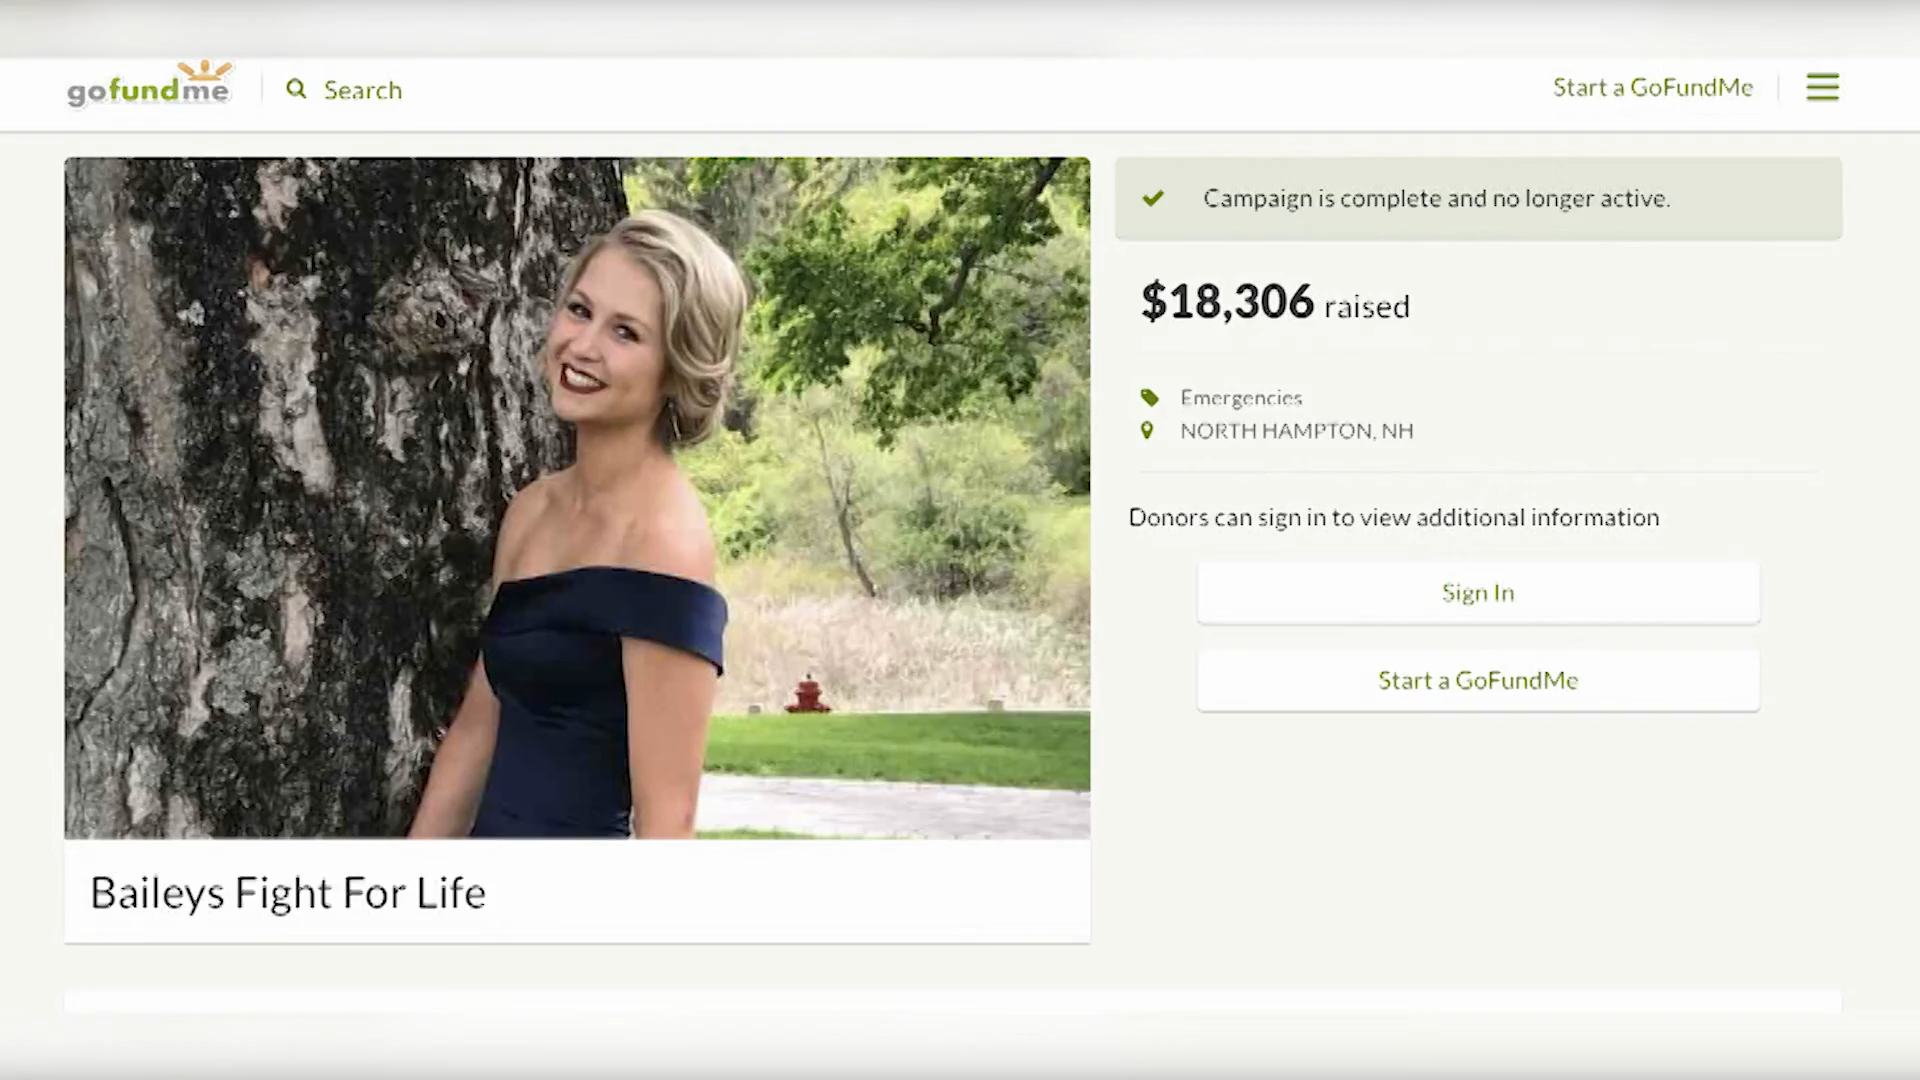 gofundme
Search
Start a GoFundMe
Campaign is complete and no longer active.
$18,306 raised
Emergencies
NORTH HAMPTON, NH
Donors can sign in to view additional information
Sign In
Start a GoFundMe
Baileys Fight For Life